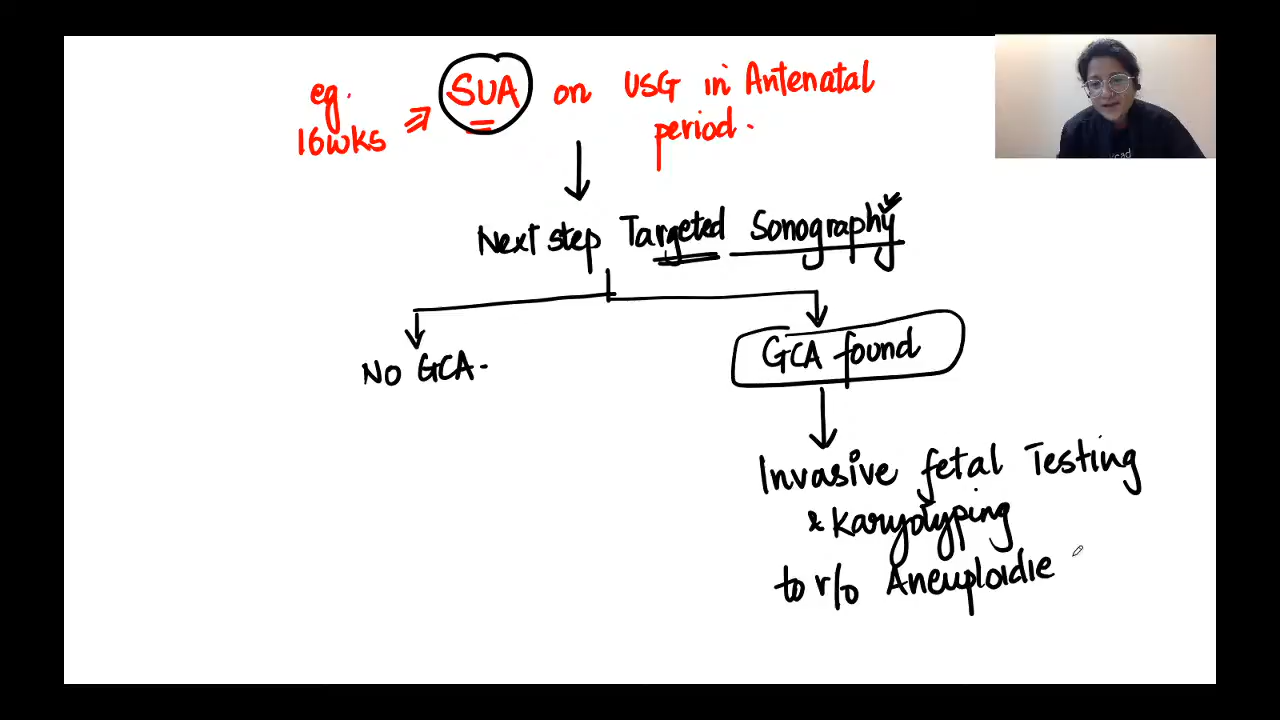 eg. SUA on USG in Antenatal
16wks ⇒ period.
Next step Targeted Sonography
No GCA.
GCA found
Invasive fetal Testing
& Karyotyping
to r/o Aneuploidie
cad